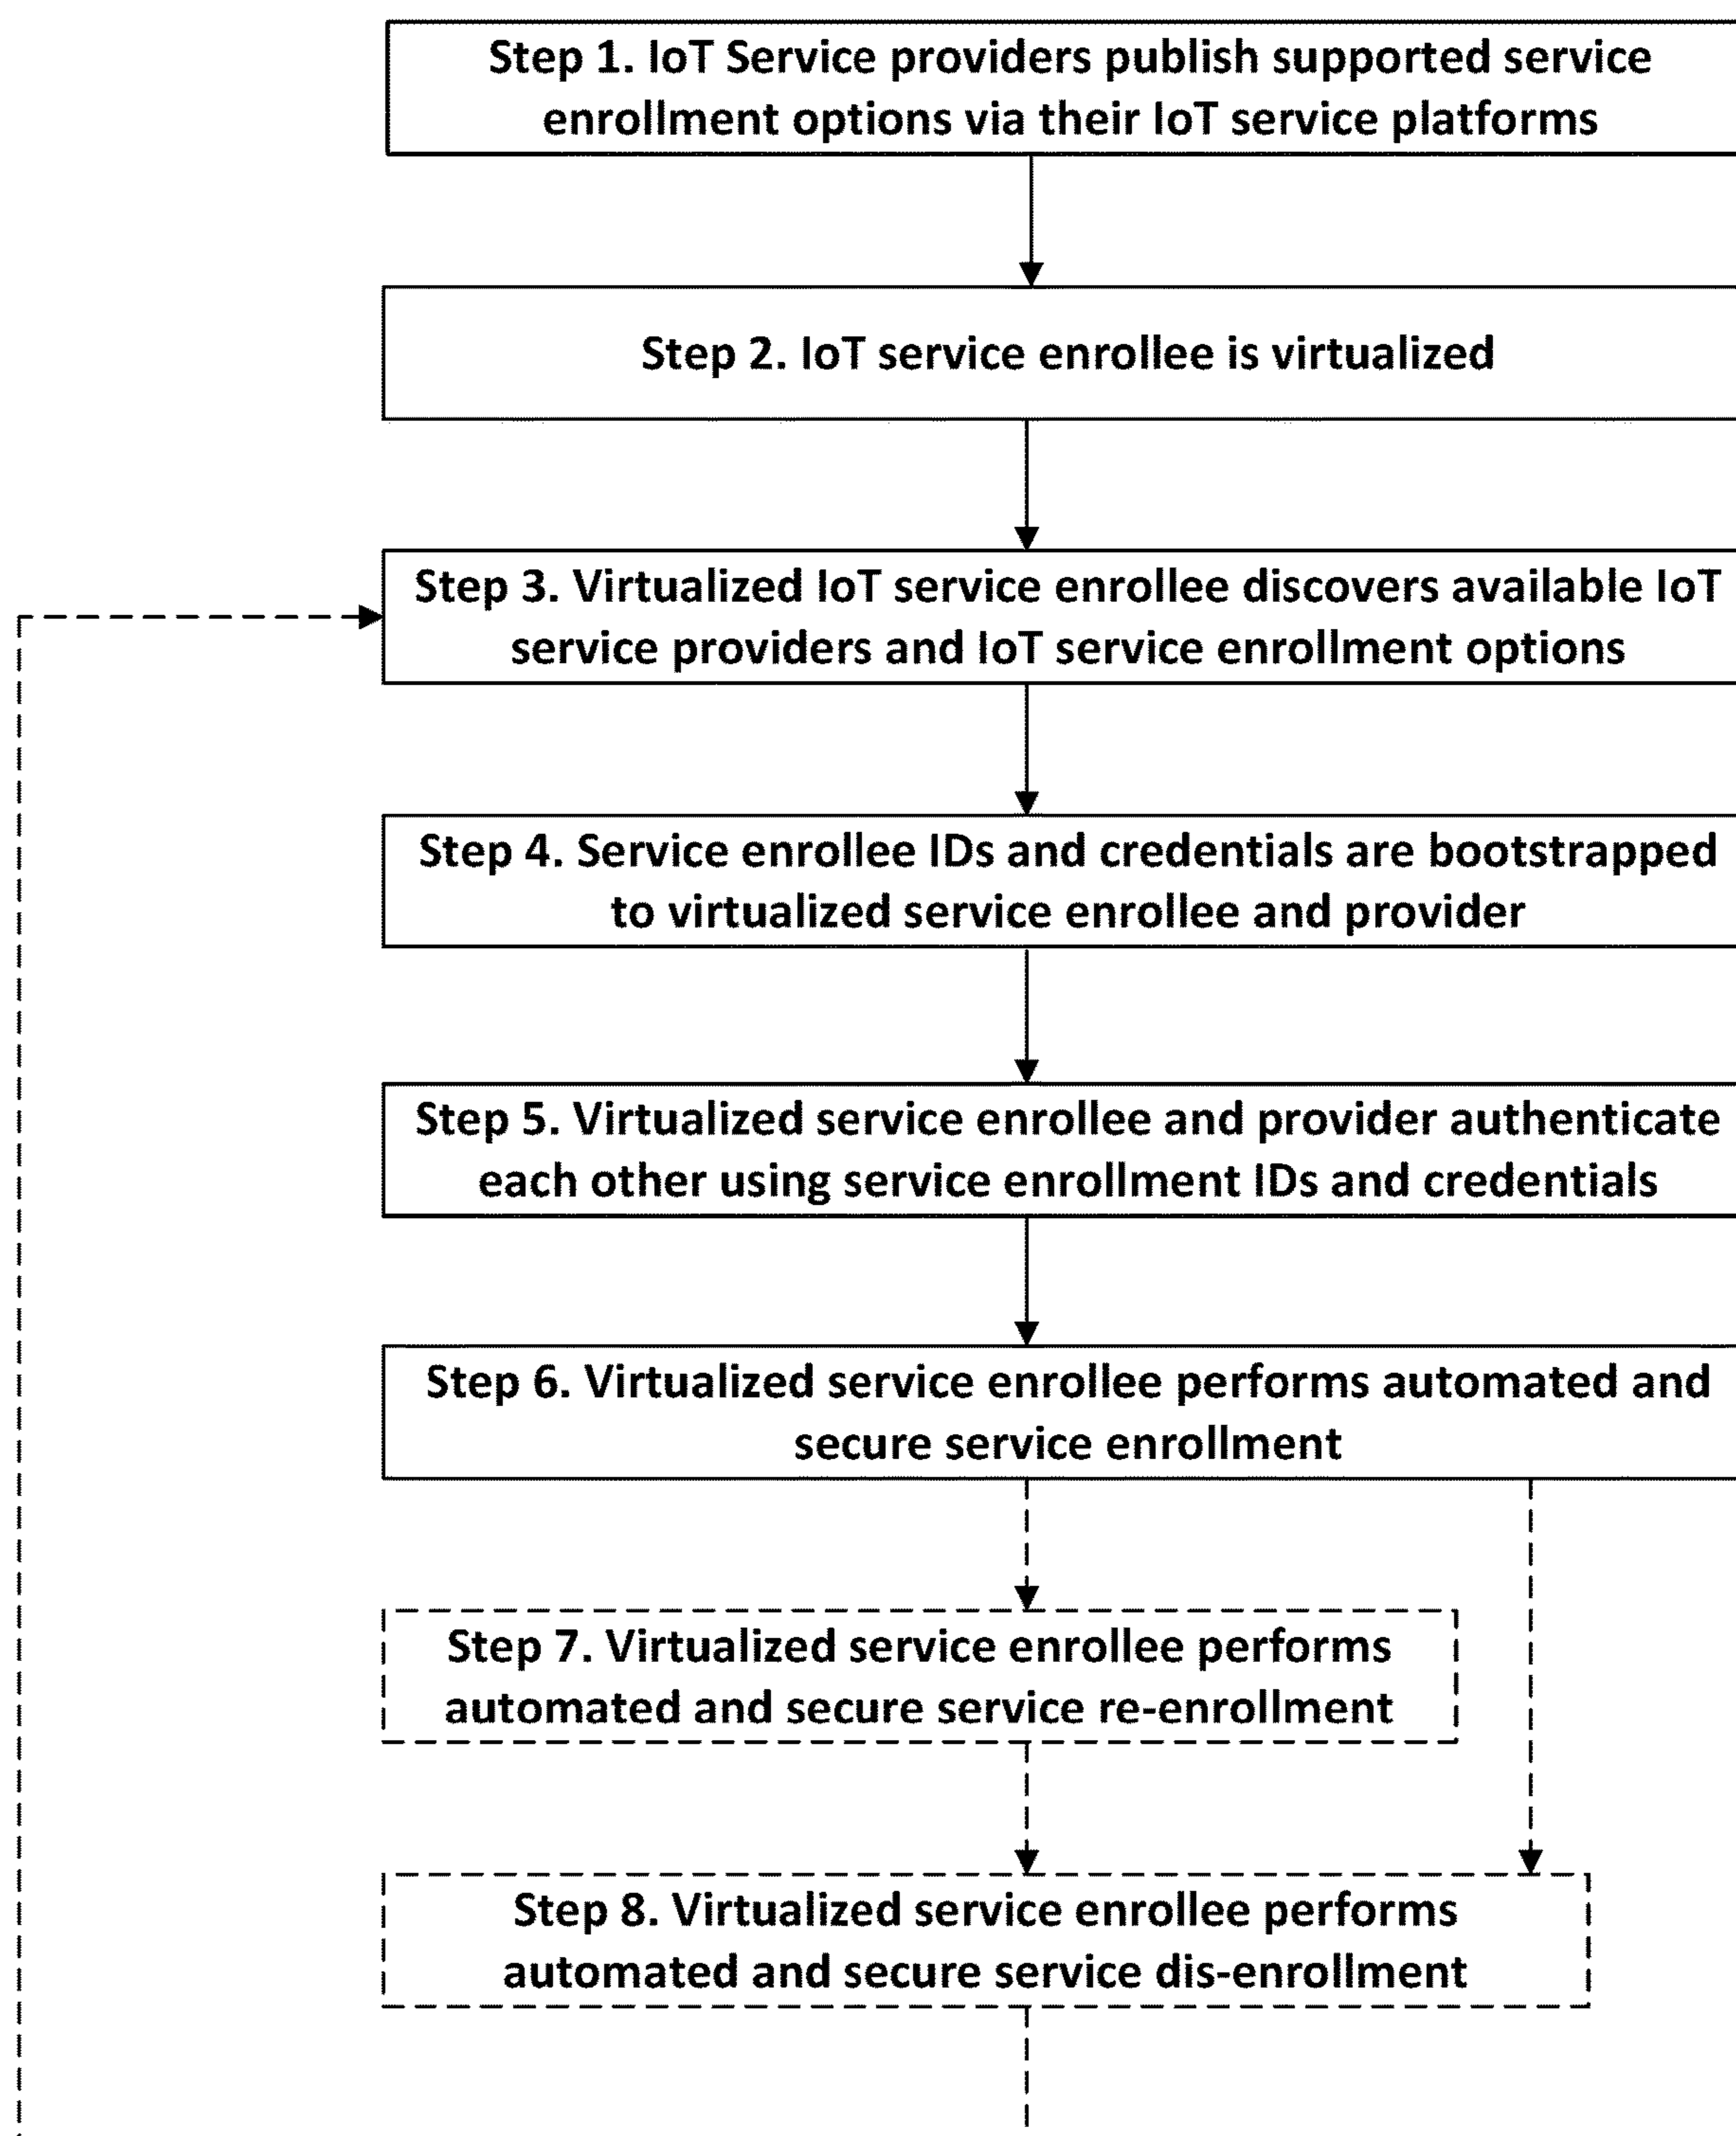 Step 1. IoT Service providers publish supported service
enrollment options via their IoT service platforms
Step 2. IoT service enrollee is virtualized
Step 3. Virtualized IoT service enrollee discovers available IoT
service providers and IoT service enrollment options
Step 4. Service enrollee IDs and credentials are bootstrapped
to virtualized service enrollee and provider
Step 5. Virtualized service enrollee and provider authenticate
each other using service enrollment IDs and credentials
Step 6. Virtualized service enrollee performs automated and
secure service enrollment
Step 7. Virtualized service enrollee performs
automated and secure service re-enrollment
Step 8. Virtualized service enrollee performs
automated and secure service dis-enrollment